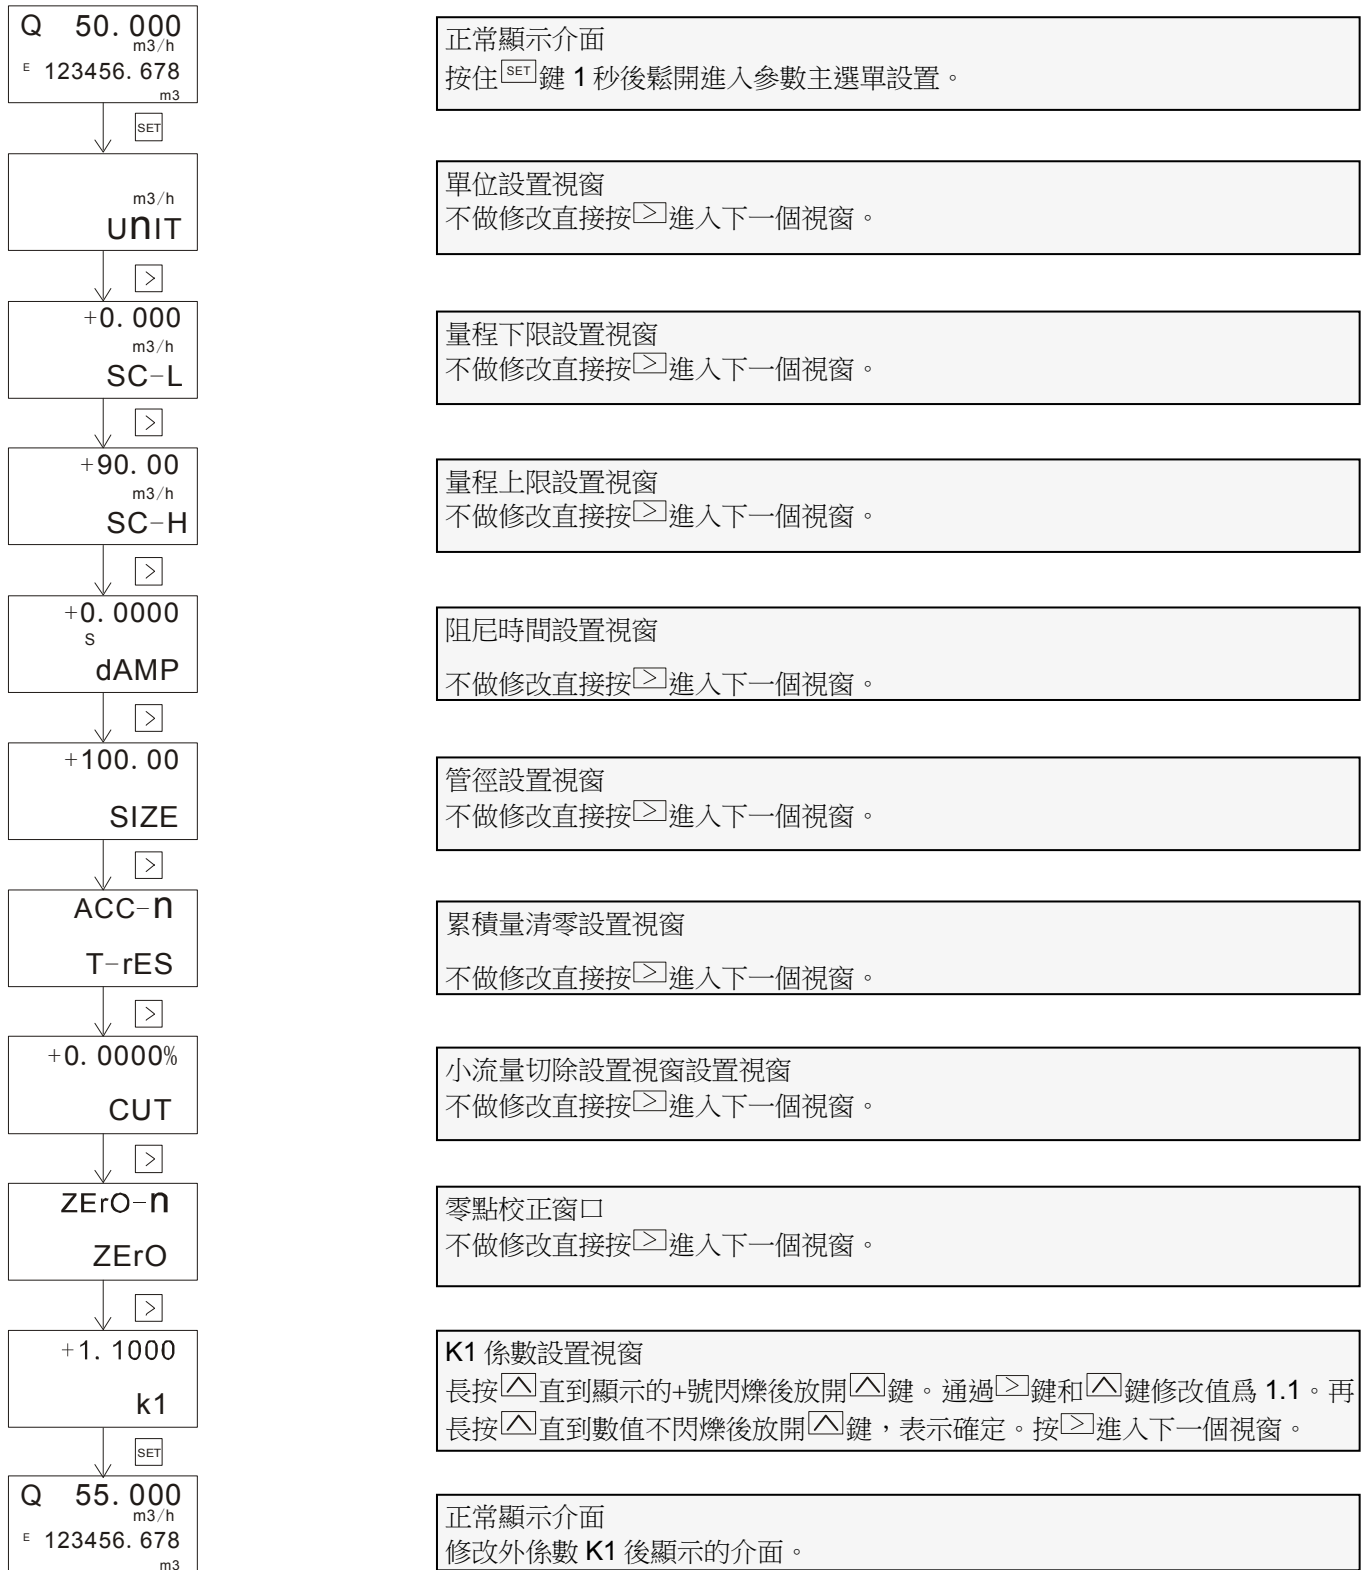 Q 50.000
m3/h
E 123456.678
m3
正常顯示介面
按住SET鍵 1 秒後鬆開進入參數主選單設置。
SET
m3/h
UnIT
單位設置視窗
不做修改直接按>進入下一個視窗。
>
+0.000
m3/h
SC-L
量程下限設置視窗
不做修改直接按>進入下一個視窗。
>
+90.00
m3/h
SC-H
量程上限設置視窗
不做修改直接按>進入下一個視窗。
>
+0.0000
S
dAMP
阻尼時間設置視窗
不做修改直接按>進入下一個視窗。
>
+100.00
SIZE
管徑設置視窗
不做修改直接按>進入下一個視窗。
>
ACC-n
T-rES
累積量清零設置視窗
不做修改直接按>進入下一個視窗。
>
+0.0000%
CUT
小流量切除設置視窗設置視窗
不做修改直接按>進入下一個視窗。
>
ZErO-n
ZErO
零點校正窗口
不做修改直接按>進入下一個視窗。
>
+1.1000
k1
K1 係數設置視窗
長按^直到顯示的+號閃爍後放開^鍵。通過>鍵和^鍵修改值爲 1.1。再
長按^直到數值不閃爍後放開^鍵，表示確定。按>進入下一個視窗。
SET
Q 55.000
m3/h
E 123456.678
m3
正常顯示介面
修改外係數 K1 後顯示的介面。